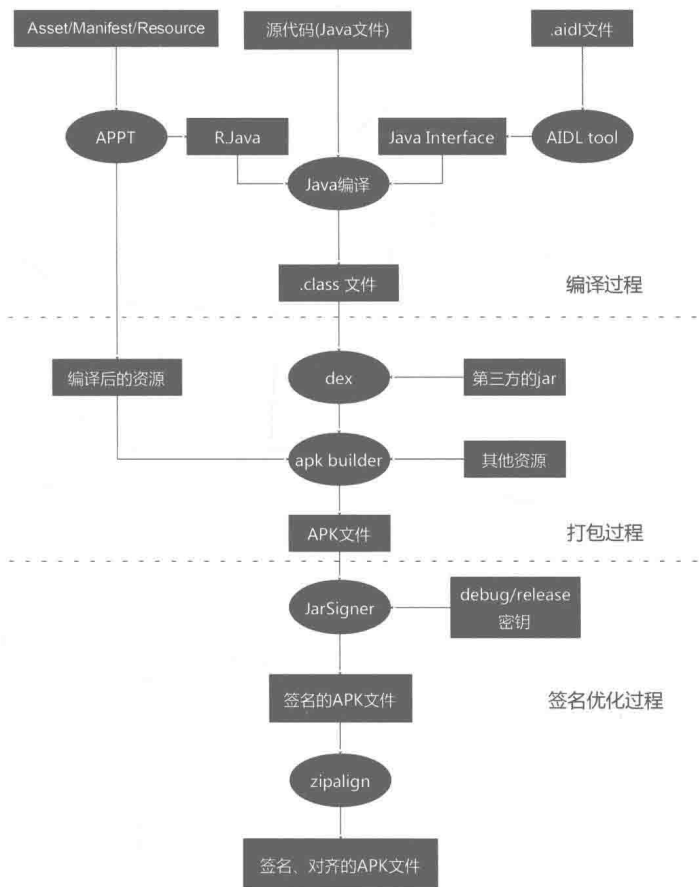 Asset/Manifest/Resource
源代码(Java文件)
.aidl文件
APPT
R.Java
Java Interface
AIDL tool
Java编译
.class 文件
编译过程
编译后的资源
dex
第三方的jar
apk builder
其他资源
APK文件
打包过程
JarSigner
debug/release
密钥
签名的APK文件
签名优化过程
zipalign
签名、对齐的APK文件